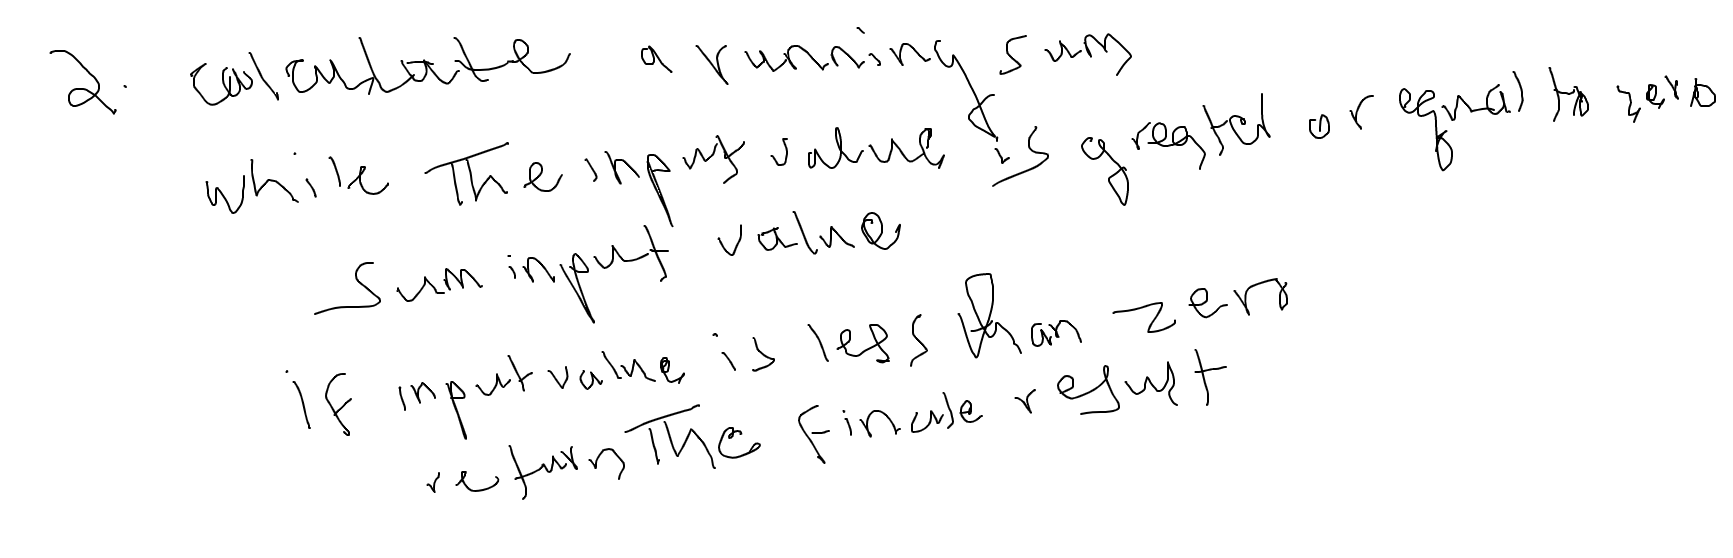 2. calculate a running sum
while The input value is greater or equal to zero
Sum input value
if input value is less than zero
return The finale result